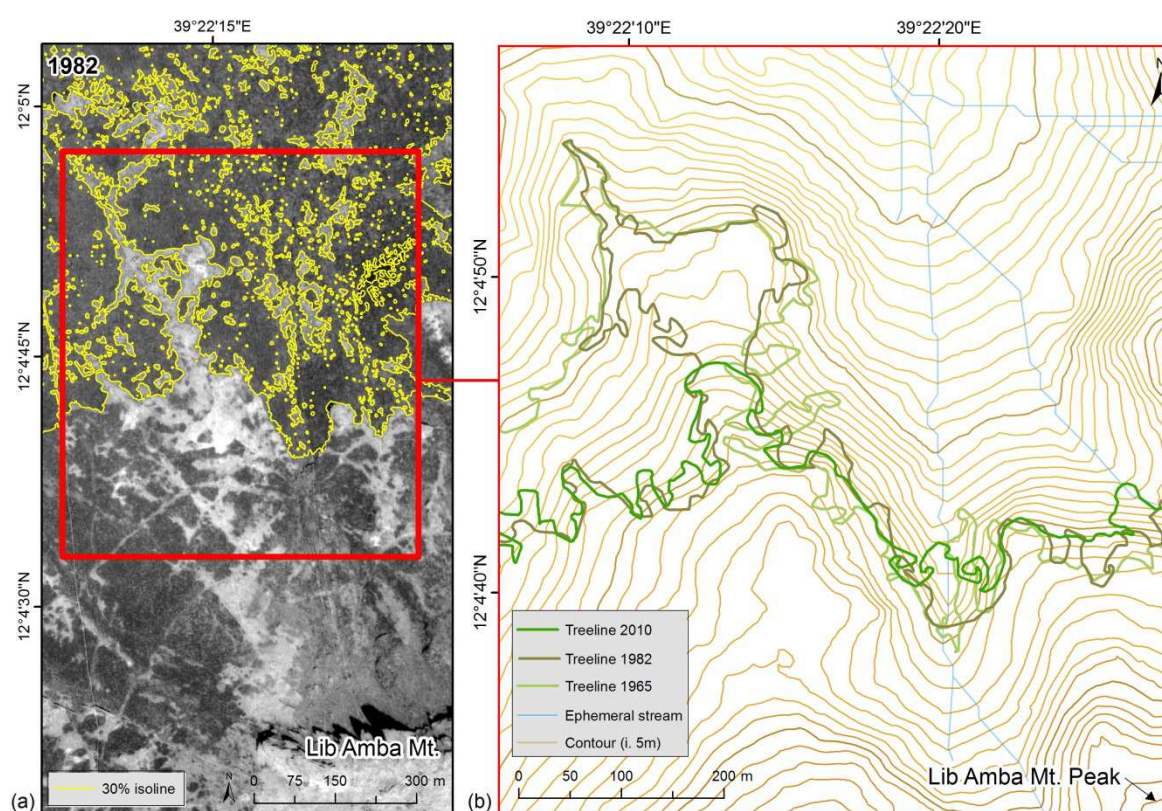 39°22'15"E
1982
12°5'N
12°4'45"N
12°4'30"N
Lib Amba Mt.
30% isoline
N
0 75 150 300 m
(a)
39°22'10"E
39°22'20"E
N
12°4'50"N
12°4'40"N
Treeline 2010
Treeline 1982
Treeline 1965
Ephemeral stream
Contour (i. 5m)
0 50 100 200 m
Lib Amba Mt. Peak
(b)